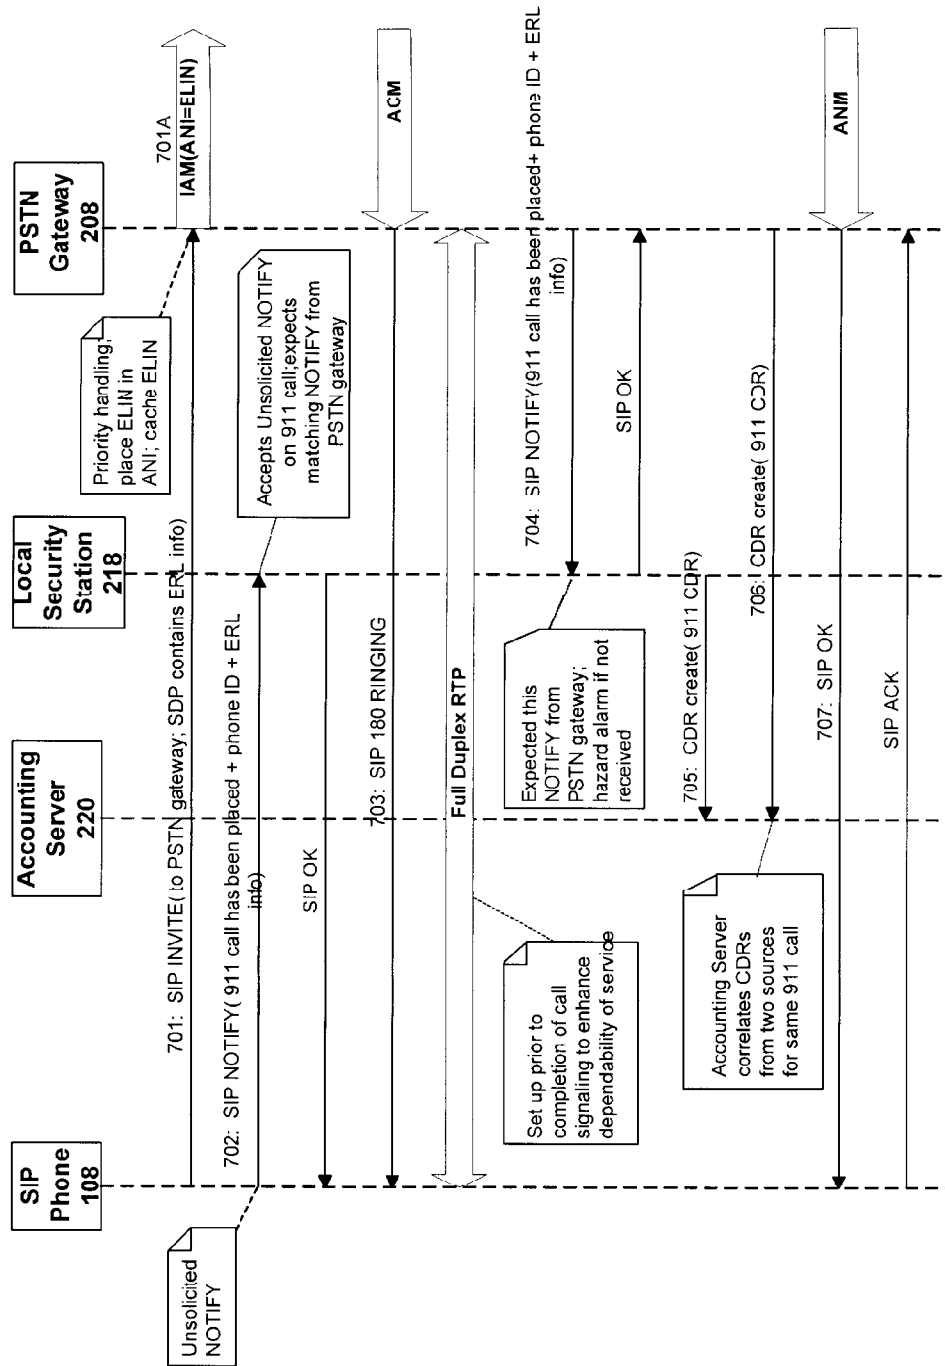 SIP
Phone
108
Accounting
Server
220
Local
Security
Station
218
PSTN
Gateway
208
701: SIP INVITE( to PSTN gateway; SDP contains ERL info)
701A
IAM(ANI=ELIN)
Priority handling;
place ELIN in
ANI; cache ELIN
Unsolicited
NOTIFY
702: SIP NOTIFY( 911 call has been placed + phone ID + ERL
info)
Accepts Unsolicited NOTIFY
on 911 call;expects
matching NOTIFY from
PSTN gateway
SIP OK
703: SIP 180 RINGING
ACM
Full Duplex RTP
Set up prior to
completion of call
signaling to enhance
dependability of service
704: SIP NOTIFY(911 call has been placed+ phone ID + ERL
info)
Expected this
NOTIFY from
PSTN gateway;
hazard alarm if not
received
SIP OK
705: CDR create( 911 CDR)
706: CDR create( 911 CDR)
Accounting Server
correlates CDRs
from two sources
for same 911 call
707: SIP OK
ANM
SIP ACK